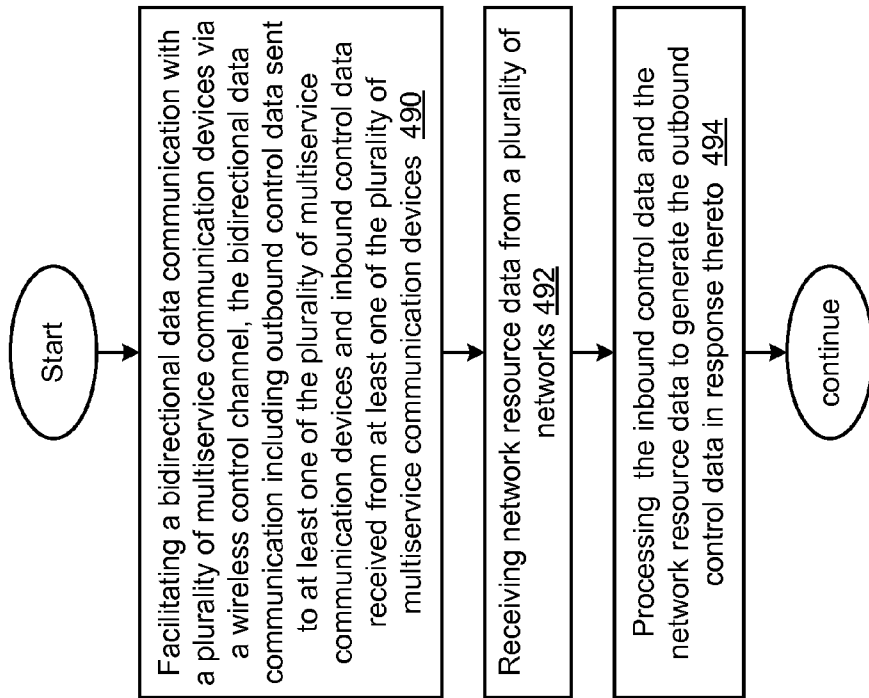 Start
Facilitating a bidirectional data communication with
a plurality of multiservice communication devices via
a wireless control channel, the bidirectional data
communication including outbound control data sent
to at least one of the plurality of multiservice
communication devices and inbound control data
received from at least one of the plurality of
multiservice communication devices 490
Receiving network resource data from a plurality of
networks 492
Processing the inbound control data and the
network resource data to generate the outbound
control data in response thereto 494
continue